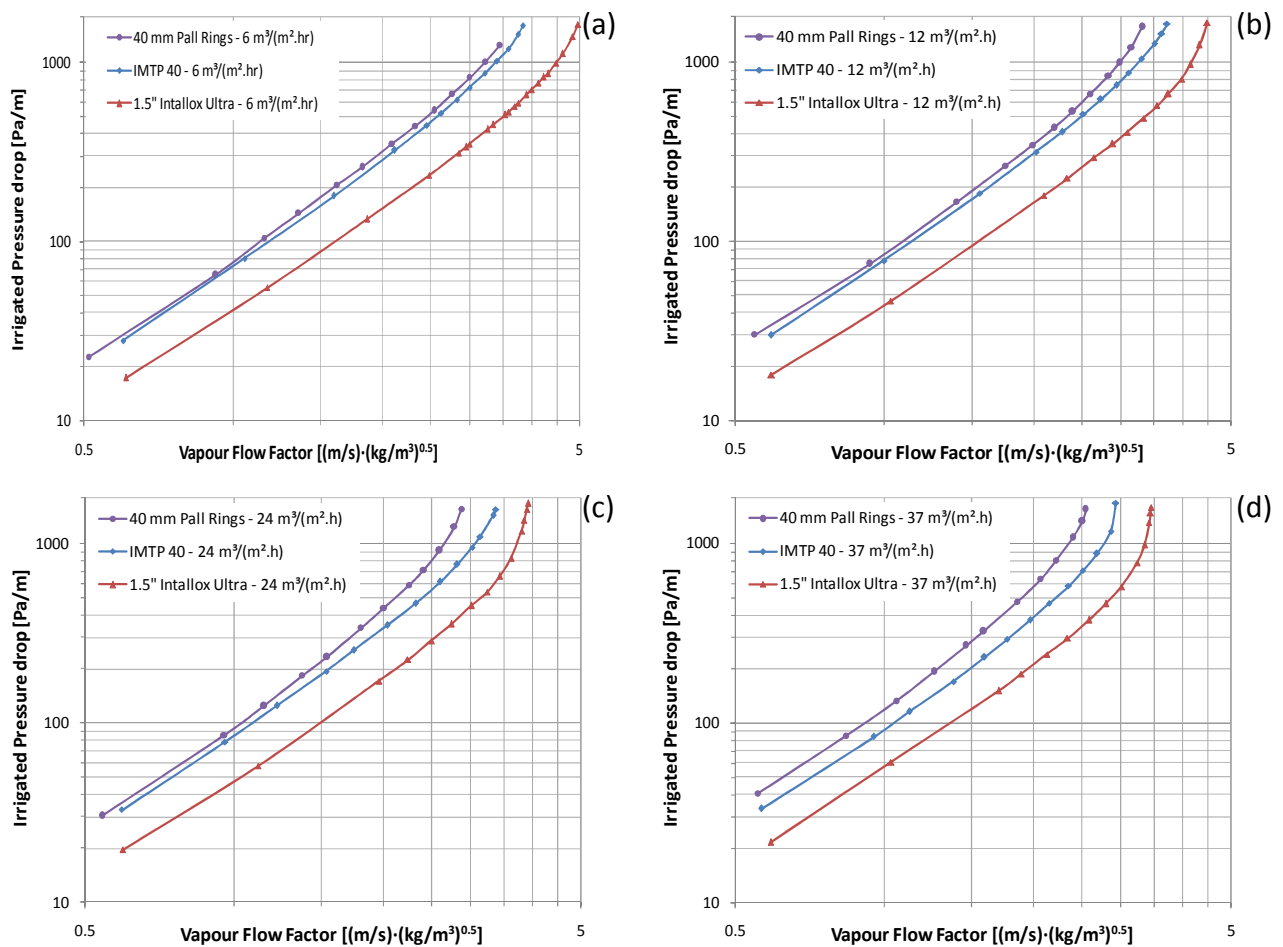 (a)
40 mm Pall Rings - 6 m³/(m².hr)
IMTP 40 - 6 m³/(m².hr)
1.5" Intallox Ultra - 6 m³/(m².hr)
Irrigated Pressure drop [Pa/m]
1000
100
10
0.5
5
Vapour Flow Factor [(m/s)·(kg/m³)⁰·⁵]
(b)
40 mm Pall Rings - 12 m³/(m².h)
IMTP 40 - 12 m³/(m².h)
1.5" Intallox Ultra - 12 m³/(m².h)
Irrigated Pressure drop [Pa/m]
1000
100
10
0.5
5
Vapour Flow Factor [(m/s)·(kg/m³)⁰·⁵]
(c)
40 mm Pall Rings - 24 m³/(m².h)
IMTP 40 - 24 m³/(m².h)
1.5" Intallox Ultra - 24 m³/(m².h)
Irrigated Pressure drop [Pa/m]
1000
100
10
0.5
5
Vapour Flow Factor [(m/s)·(kg/m³)⁰·⁵]
(d)
40 mm Pall Rings - 37 m³/(m².h)
IMTP 40 - 37 m³/(m².h)
1.5" Intallox Ultra - 37 m³/(m².h)
Irrigated Pressure drop [Pa/m]
1000
100
10
0.5
5
Vapour Flow Factor [(m/s)·(kg/m³)⁰·⁵]